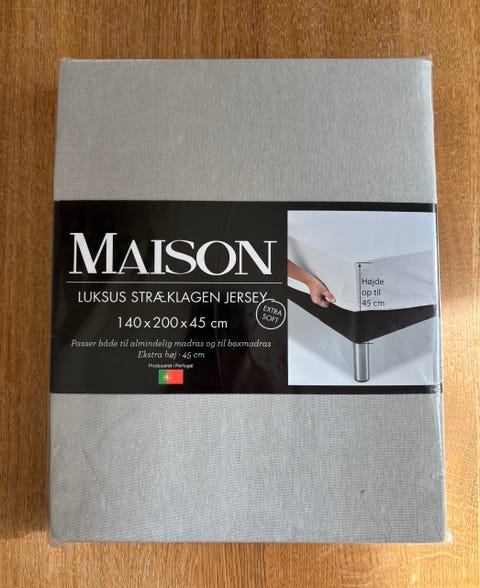 MAISON
LUKSUS STRÆKLAGEN JERSEY
EXTRA
SOFT
140 x 200 x 45 cm
Passer både til almindelig madras og til boxmadras
Ekstra høj · 45 cm
Produceret i Portugal
Højde
op til
45 cm